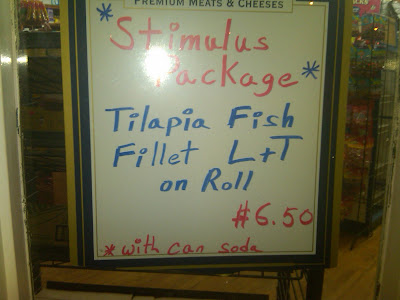 PREMIUM MEATS & CHEESES
*Stimulus
Package*
Tilapia Fish
Fillet L+T
on Roll
$6.50
*with can soda